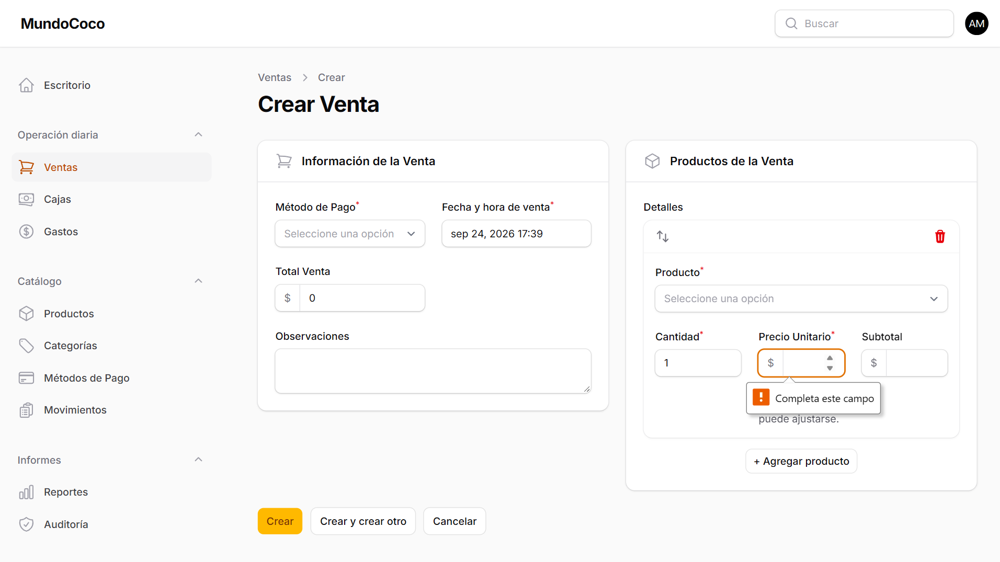 MundoCoco
Buscar
AM
Escritorio
Operación diaria
Ventas
Cajas
Gastos
Catálogo
Productos
Categorías
Métodos de Pago
Movimientos
Informes
Reportes
Auditoría
Ventas > Crear
Crear Venta
Información de la Venta
Método de Pago*
Seleccione una opción
Fecha y hora de venta*
sep 24, 2026 17:39
Total Venta
$ 0
Observaciones
Productos de la Venta
Detalles
Producto*
Seleccione una opción
Cantidad*
1
Precio Unitario*
$
Subtotal
$
! Completa este campo
puede ajustarse.
+ Agregar producto
Crear
Crear y crear otro
Cancelar